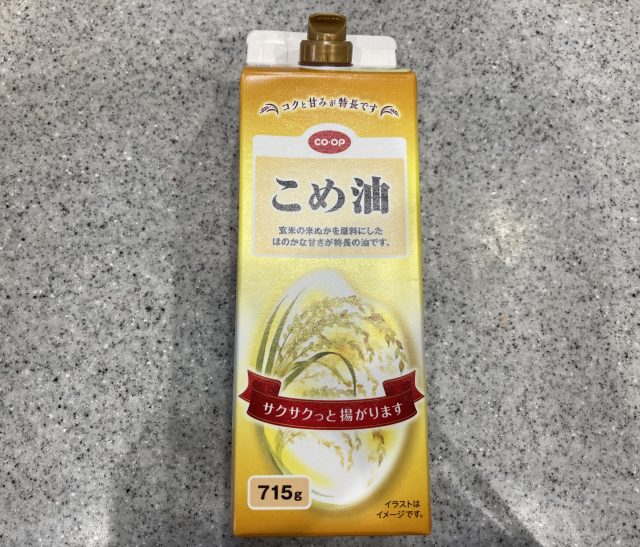 コクと甘みが特長です
CO・OP
こめ油
玄米の米ぬかを原料にした
ほのかな甘さが特長の油です。
サクサクっと揚がります
715g
イラストは
イメージです。